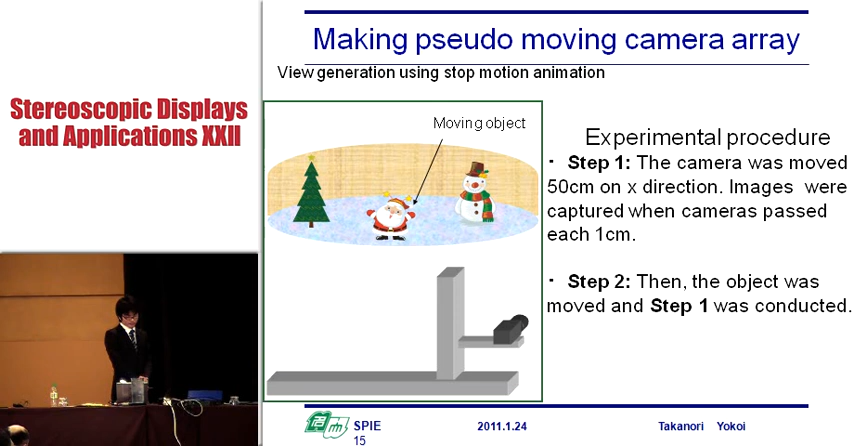 Stereoscopic Displays
and Applications XXII
Making pseudo moving camera array
View generation using stop motion animation
Moving object
Experimental procedure
・ Step 1: The camera was moved
50cm on x direction. Images were
captured when cameras passed
each 1cm.
・ Step 2: Then, the object was
moved and Step 1 was conducted.
SPIE 2011.1.24 Takanori Yokoi
15